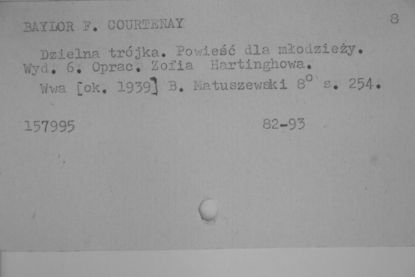 8
BAYLOR F. COURTENAY
Dzielna trójka. Powieść dla młodzieży.
Wyd. 6. Oprac. Zofia Hartinghowa.
Wwa [ok. 1939] B. Matuszewski 8° s. 254.
157995 82-93